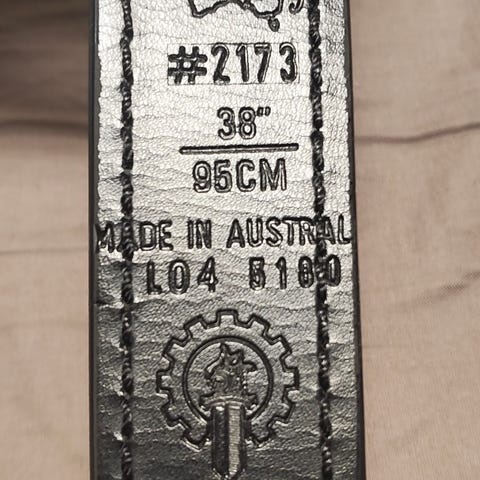 #2173
38"
95CM
MADE IN AUSTRAL
L04 5180